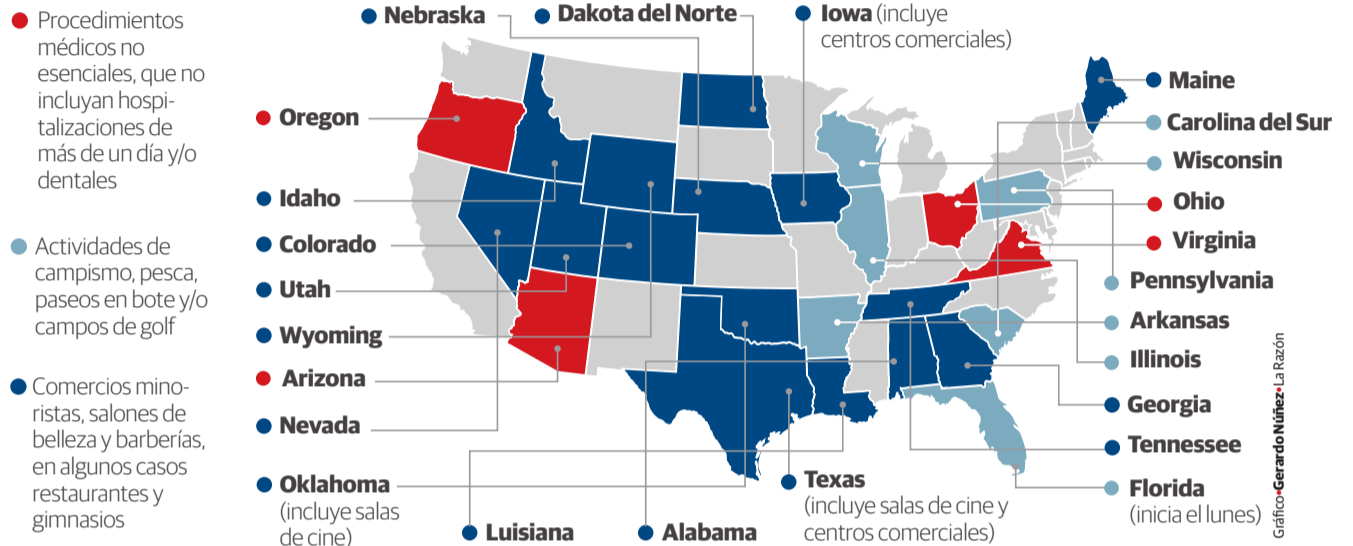 Procedimientos
médicos no
esenciales, que no
incluyan hospi-
talizaciones de
más de un día y/o
dentales
Actividades de
campismo, pesca,
paseos en bote y/o
campos de golf
Comercios mino-
ristas, salones de
belleza y barberías,
en algunos casos
restaurantes y
gimnasios
Nebraska
Dakota del Norte
Iowa (incluye
centros comerciales)
Oregon
Idaho
Colorado
Utah
Wyoming
Arizona
Nevada
Oklahoma
(incluye salas
de cine)
Luisiana
Alabama
Texas
(incluye salas de cine y
centros comerciales)
Maine
Carolina del Sur
Wisconsin
Ohio
Virginia
Pennsylvania
Arkansas
Illinois
Georgia
Tennessee
Florida
(inicia el lunes)
Gráfico•Gerardo Núñez•La Razón